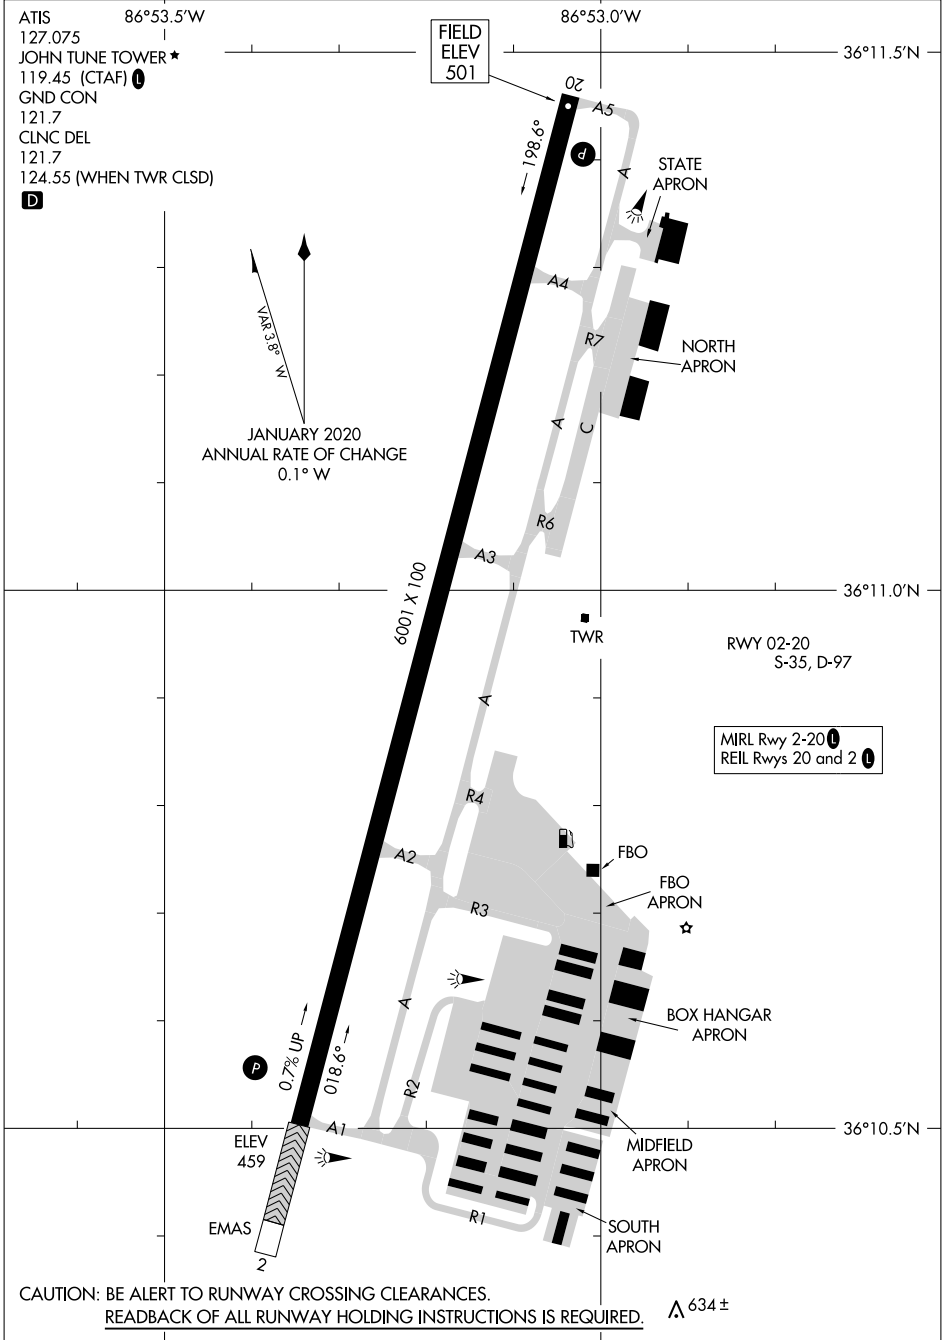 ATIS
127.075
JOHN TUNE TOWER ★
119.45 (CTAF) L
GND CON
121.7
CLNC DEL
121.7
124.55 (WHEN TWR CLSD)
D
86°53.5'W
86°53.0'W
36°11.5'N
FIELD
ELEV
501
20
A5
198.6°
P
A
STATE
APRON
A4
VAR 3.8° W
R7
NORTH
APRON
JANUARY 2020
ANNUAL RATE OF CHANGE
0.1° W
A
C
R6
A3
6001 X 100
36°11.0'N
TWR
RWY 02-20
S-35, D-97
A
MIRL Rwy 2-20 L
REIL Rwys 20 and 2 L
R4
A2
FBO
FBO
APRON
R3
A
BOX HANGAR
APRON
0.7% UP
018.6°
P
R2
A1
36°10.5'N
ELEV
459
MIDFIELD
APRON
EMAS
R1
SOUTH
APRON
2
CAUTION: BE ALERT TO RUNWAY CROSSING CLEARANCES.
READBACK OF ALL RUNWAY HOLDING INSTRUCTIONS IS REQUIRED.
634 ±